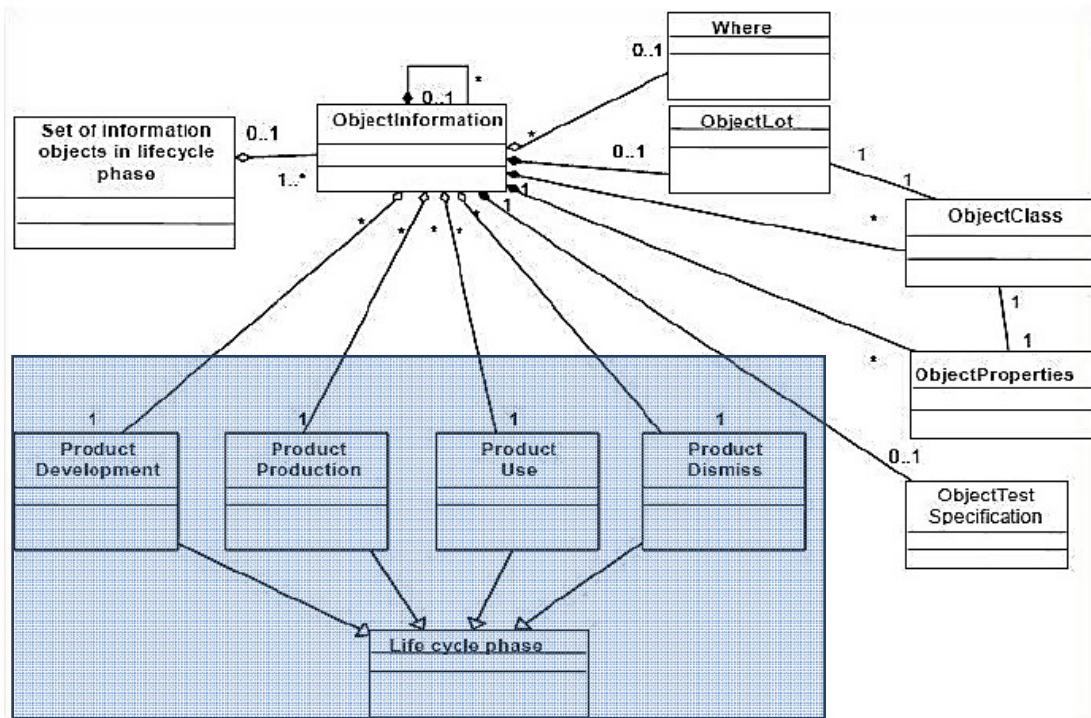 Where
0..1
*
0..1
ObjectInformation
ObjectLot
Set of information
objects in lifecycle
phase
0..1
1..*
*
0..1
1
1
ObjectClass
*
1
1
*
*
*
*
1
1
ObjectProperties
*
1
1
1
1
Product
Development
Product
Production
Product
Use
Product
Dismiss
0..1
ObjectTest
Specification
Life cycle phase